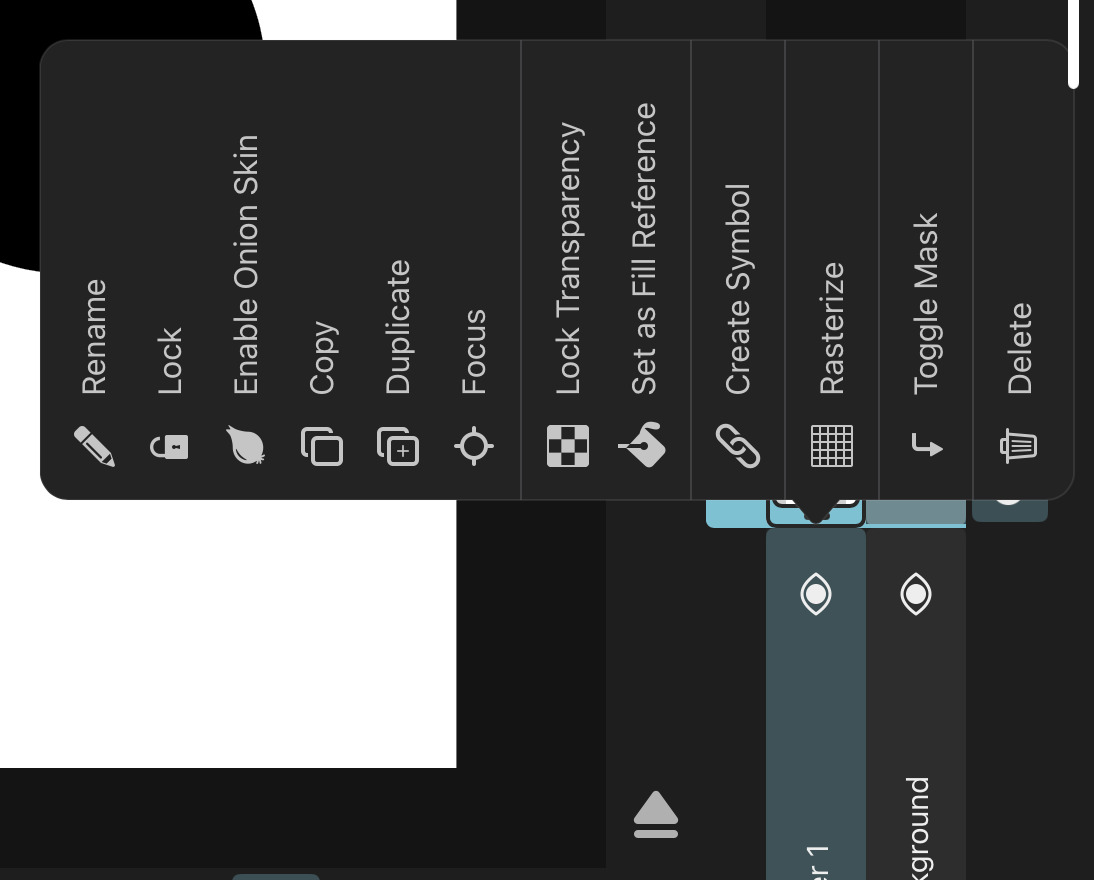 Rename
Lock
Enable Onion Skin
Copy
Duplicate
Focus
Lock Transparency
Set as Fill Reference
Create Symbol
er 1
Rasterize
kground
Toggle Mask
Delete